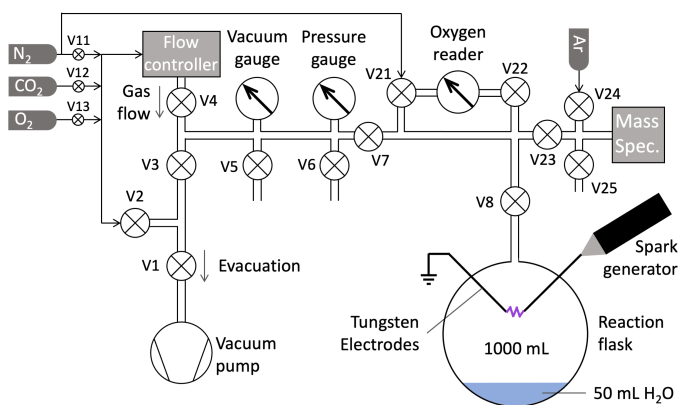 N₂
CO₂
O₂
V11
V12
V13
Flow
controller
Gas
flow
V4
V3
V2
V1
Evacuation
Vacuum
pump
Vacuum
gauge
V5
Pressure
gauge
V6
V7
V21
Oxygen
reader
V22
V8
V23
Ar
V24
V25
Mass
Spec.
Spark
generator
Tungsten
Electrodes
1000 mL
Reaction
flask
50 mL H₂O